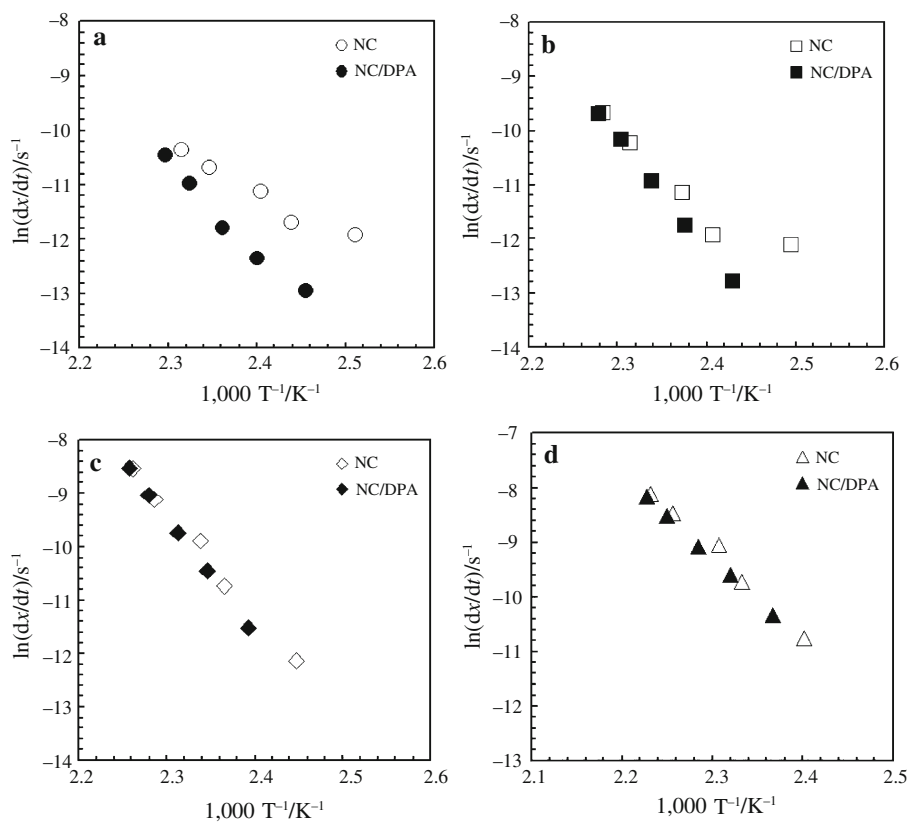 a
NC
NC/DPA
ln(dx/dt)/s⁻¹
−8
−9
−10
−11
−12
−13
−14
2.2 2.3 2.4 2.5 2.6
1,000 T⁻¹/K⁻¹
b
NC
NC/DPA
ln(dx/dt)/s⁻¹
−8
−9
−10
−11
−12
−13
−14
2.2 2.3 2.4 2.5 2.6
1,000 T⁻¹/K⁻¹
c
NC
NC/DPA
ln(dx/dt)/s⁻¹
−8
−9
−10
−11
−12
−13
−14
2.2 2.3 2.4 2.5 2.6
1,000 T⁻¹/K⁻¹
d
NC
NC/DPA
ln(dx/dt)/s⁻¹
−7
−8
−9
−10
−11
−12
−13
2.1 2.2 2.3 2.4 2.5
1,000 T⁻¹/K⁻¹